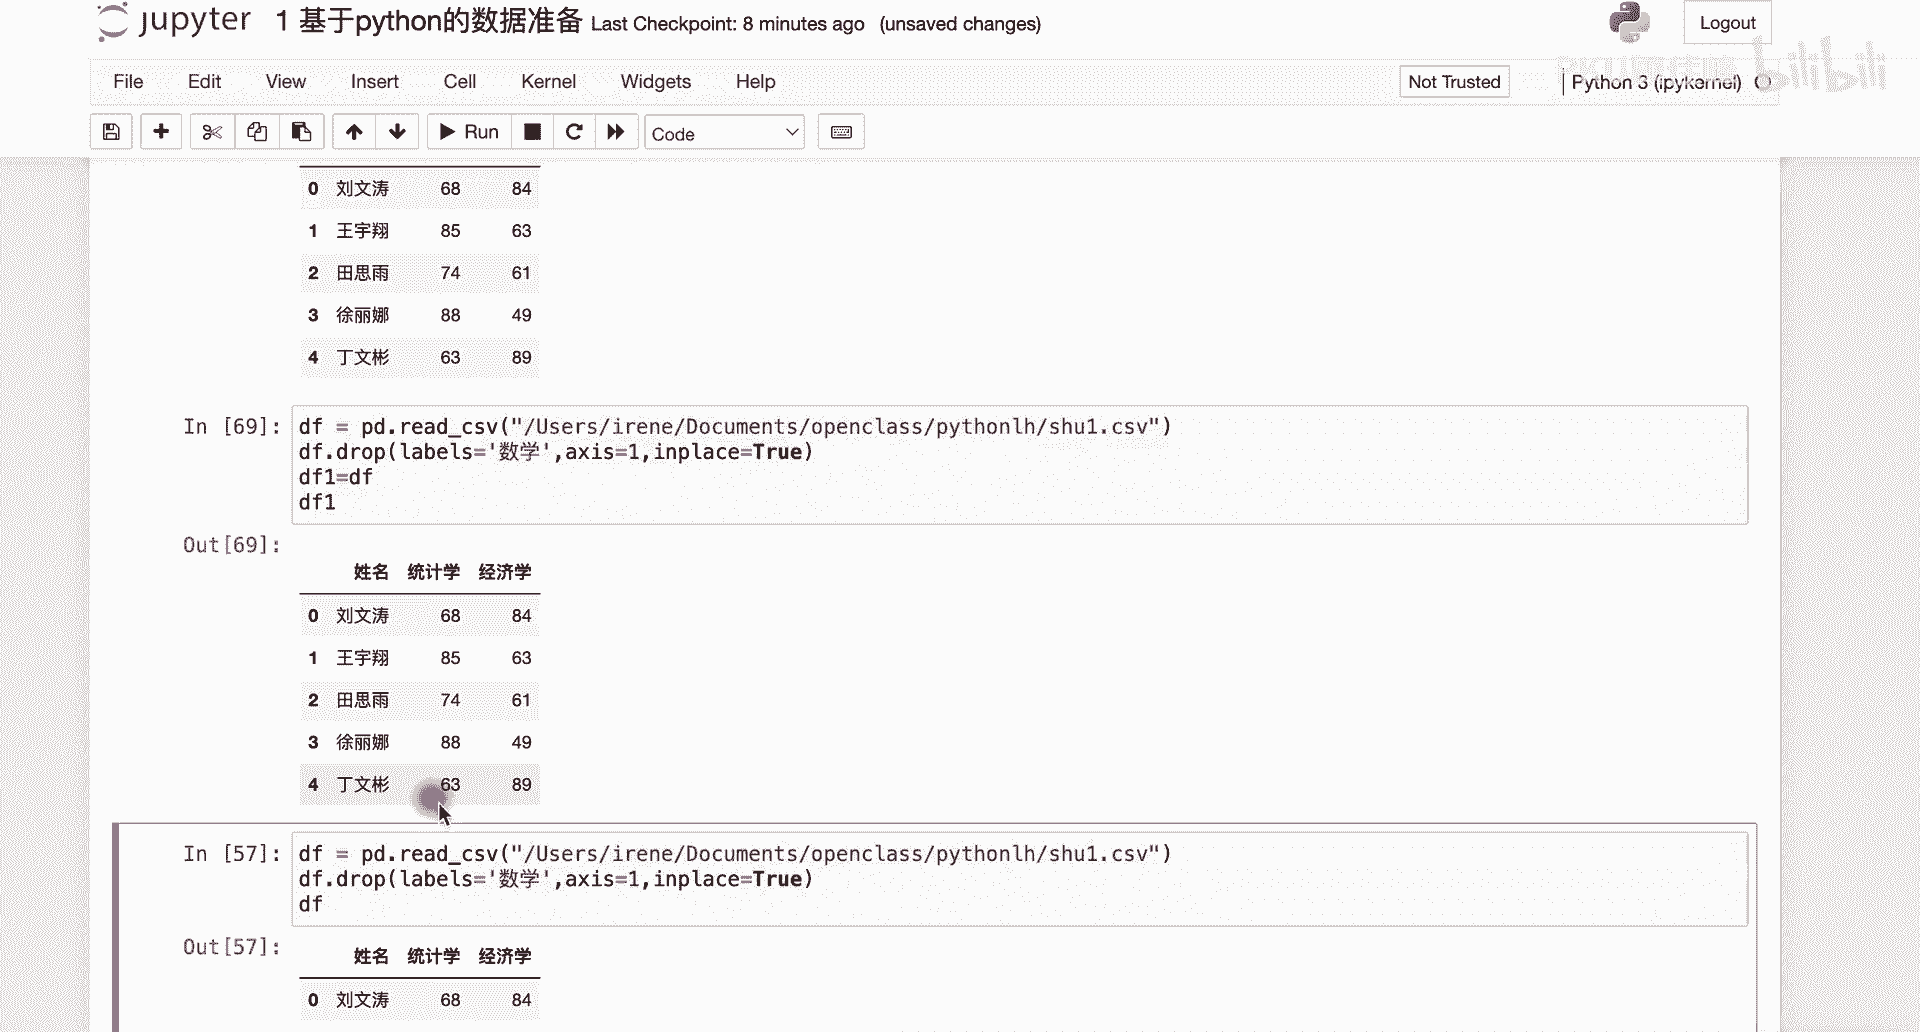 jupyter 1 基于python的数据准备 Last Checkpoint: 8 minutes ago (unsaved changes) Logout
File Edit View Insert Cell Kernel Widgets Help Not Trusted Python 3 (ipykernel)
bilibili
Run Code
0 刘文涛 68 84
1 王宇翔 85 63
2 田思雨 74 61
3 徐丽娜 88 49
4 丁文彬 63 89
In [69]: df = pd.read_csv("/Users/irene/Documents/openclass/pythonlh/shu1.csv")
df.drop(labels='数学',axis=1,inplace=True)
df1=df
df1
Out[69]:
姓名 统计学 经济学
0 刘文涛 68 84
1 王宇翔 85 63
2 田思雨 74 61
3 徐丽娜 88 49
4 丁文彬 63 89
In [57]: df = pd.read_csv("/Users/irene/Documents/openclass/pythonlh/shu1.csv")
df.drop(labels='数学',axis=1,inplace=True)
df
Out[57]:
姓名 统计学 经济学
0 刘文涛 68 84